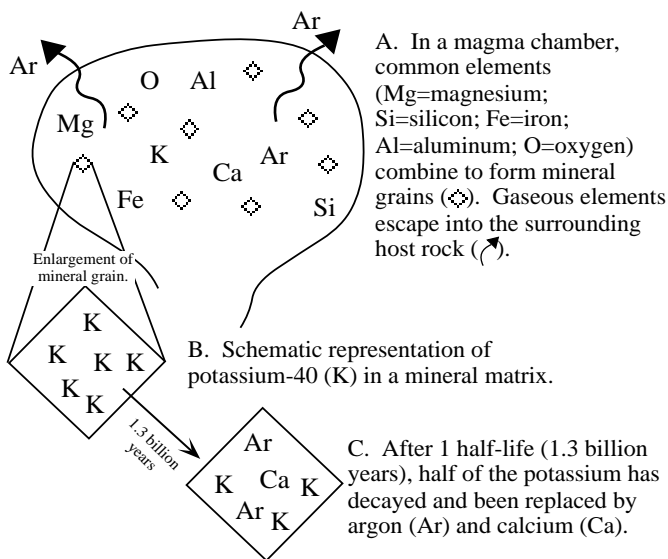 Ar
Ar
O Al
Mg
K
Ar
Ca
Fe
Si
A. In a magma chamber,
common elements
(Mg=magnesium;
Si=silicon; Fe=iron;
Al=aluminum; O=oxygen)
combine to form mineral
grains ( ). Gaseous elements
escape into the surrounding
host rock ( ).
Enlargement of
mineral grain.
K
K
K K
K
K
B. Schematic representation of
potassium-40 (K) in a mineral matrix.
1.3 billion
years
Ar
K Ca K
Ar
K
C. After 1 half-life (1.3 billion
years), half of the potassium has
decayed and been replaced by
argon (Ar) and calcium (Ca).